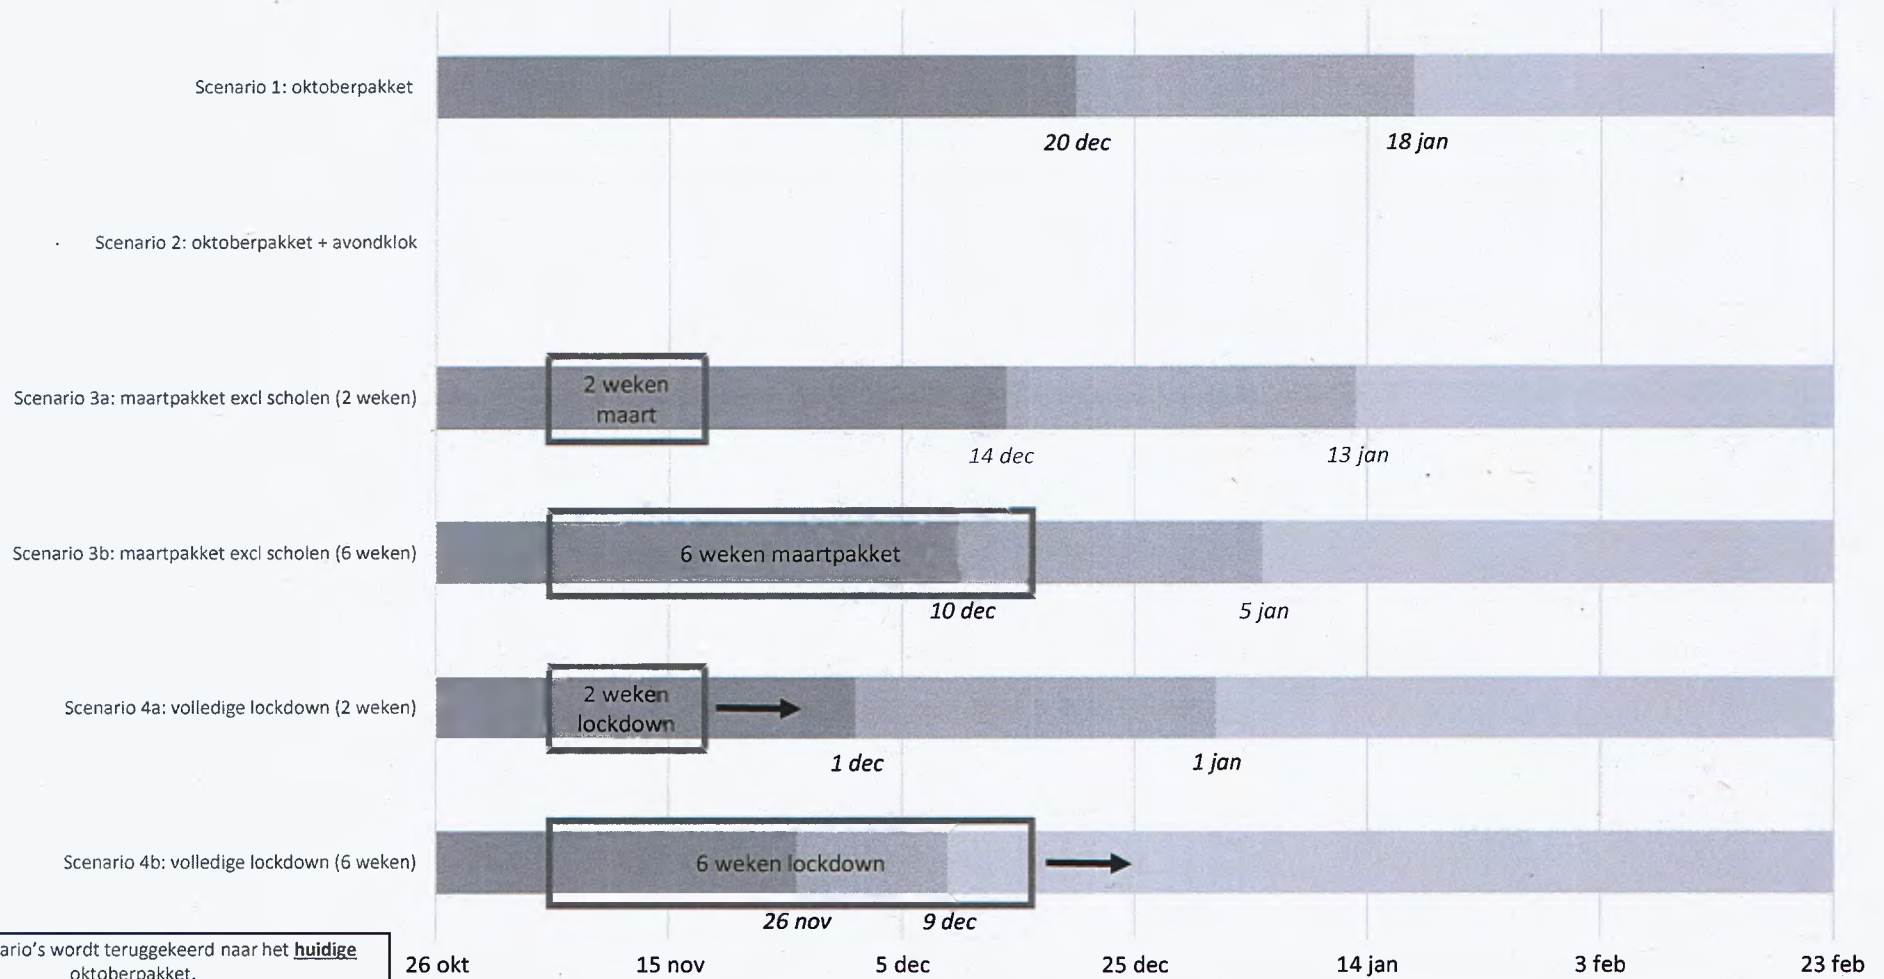 Scenario 1: oktoberpakket
20 dec
18 jan
Scenario 2: oktoberpakket + avondklok
Scenario 3a: maartpakket excl scholen (2 weken)
2 weken
maart
14 dec
13 jan
Scenario 3b: maartpakket excl scholen (6 weken)
6 weken maartpakket
10 dec
5 jan
Scenario 4a: volledige lockdown (2 weken)
2 weken
lockdown
1 dec
1 jan
Scenario 4b: volledige lockdown (6 weken)
6 weken lockdown
26 nov
9 dec
ario's wordt teruggekeerd naar het huidige
oktoberpakket.
26 okt
15 nov
5 dec
25 dec
14 jan
3 feb
23 feb